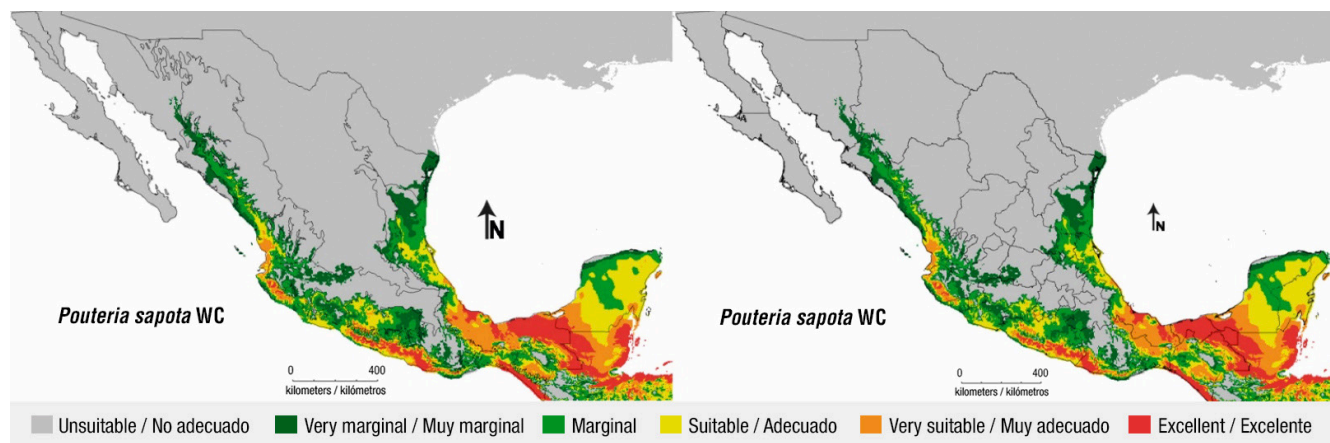 N
Pouteria sapota WC
0 400
kilometers / kilómetros
A
N
Pouteria sapota WC
0 400
kilometers / kilómetros
Unsuitable / No adecuado Very marginal / Muy marginal Marginal Suitable / Adecuado Very suitable / Muy adecuado Excellent / Excelente